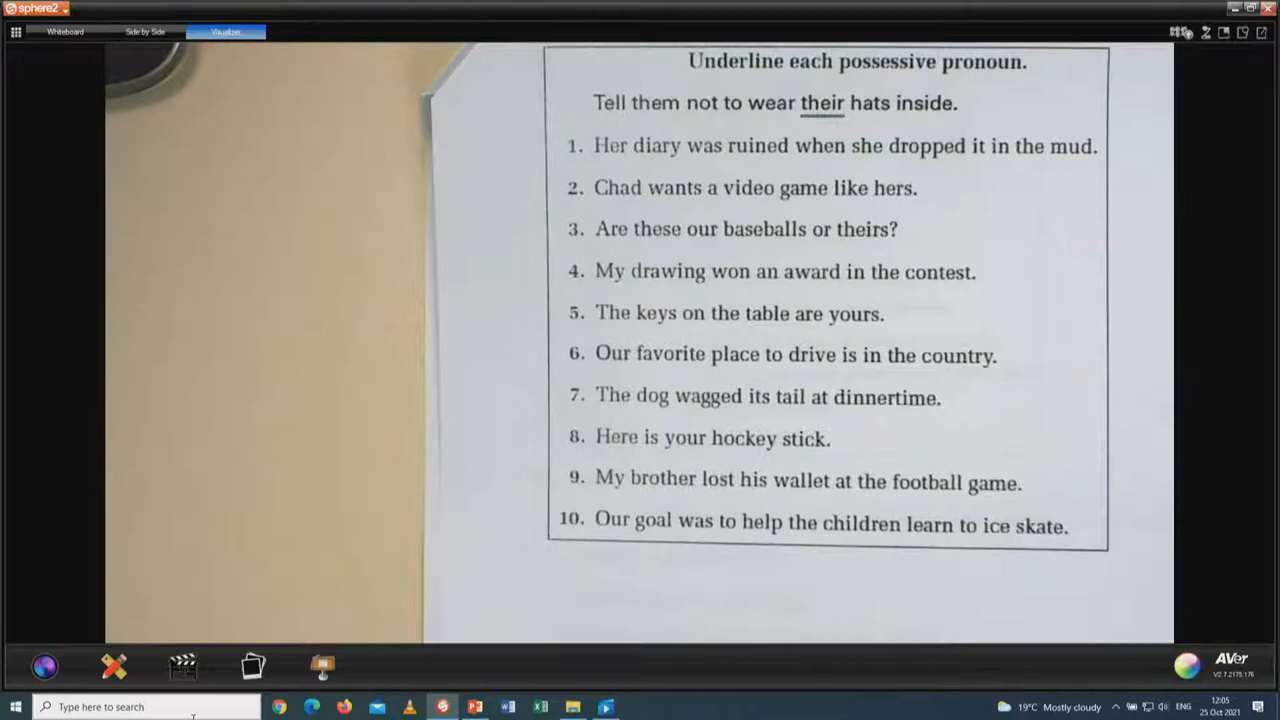 sphere2
Whiteboard
Side by Side
Visualizer
Underline each possessive pronoun.
Tell them not to wear their hats inside.
1. Her diary was ruined when she dropped it in the mud.
2. Chad wants a video game like hers.
3. Are these our baseballs or theirs?
4. My drawing won an award in the contest.
5. The keys on the table are yours.
6. Our favorite place to drive is in the country.
7. The dog wagged its tail at dinnertime.
8. Here is your hockey stick.
9. My brother lost his wallet at the football game.
10. Our goal was to help the children learn to ice skate.
AVer
V2.7.2175.176
Type here to search
19°C Mostly cloudy
ENG
12:05
25 Oct 2021